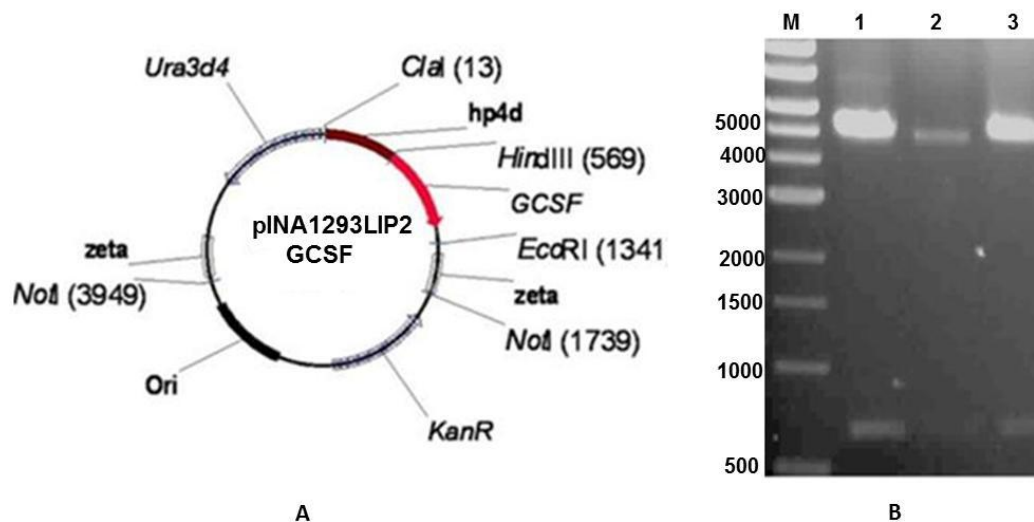 Ura3d4
ClaI (13)
hp4d
HindIII (569)
GCSF
pINA1293LIP2
GCSF
EcoRI (1341
zeta
zeta
NotI (3949)
NotI (1739)
Ori
KanR
A
M 1 2 3
5000
4000
3000
2000
1500
1000
500
B